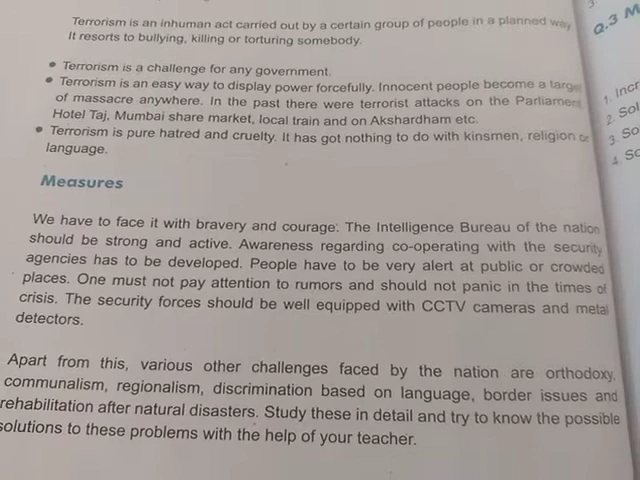 Terrorism is an inhuman act carried out by a certain group of people in a planned way.
It resorts to bullying, killing or torturing somebody.
• Terrorism is a challenge for any government.
• Terrorism is an easy way to display power forcefully. Innocent people become a target
of massacre anywhere. In the past there were terrorist attacks on the Parliament
Hotel Taj, Mumbai share market, local train and on Akshardham etc.
• Terrorism is pure hatred and cruelty. It has got nothing to do with kinsmen, religion or
language.
Measures
We have to face it with bravery and courage. The Intelligence Bureau of the nation
should be strong and active. Awareness regarding co-operating with the security
agencies has to be developed. People have to be very alert at public or crowded
places. One must not pay attention to rumors and should not panic in the times of
crisis. The security forces should be well equipped with CCTV cameras and metal
detectors.
Apart from this, various other challenges faced by the nation are orthodoxy,
communalism, regionalism, discrimination based on language, border issues and
rehabilitation after natural disasters. Study these in detail and try to know the possible
solutions to these problems with the help of your teacher.
3.
Q.3 M
1. Incr
2. Sol
3. So
4. So